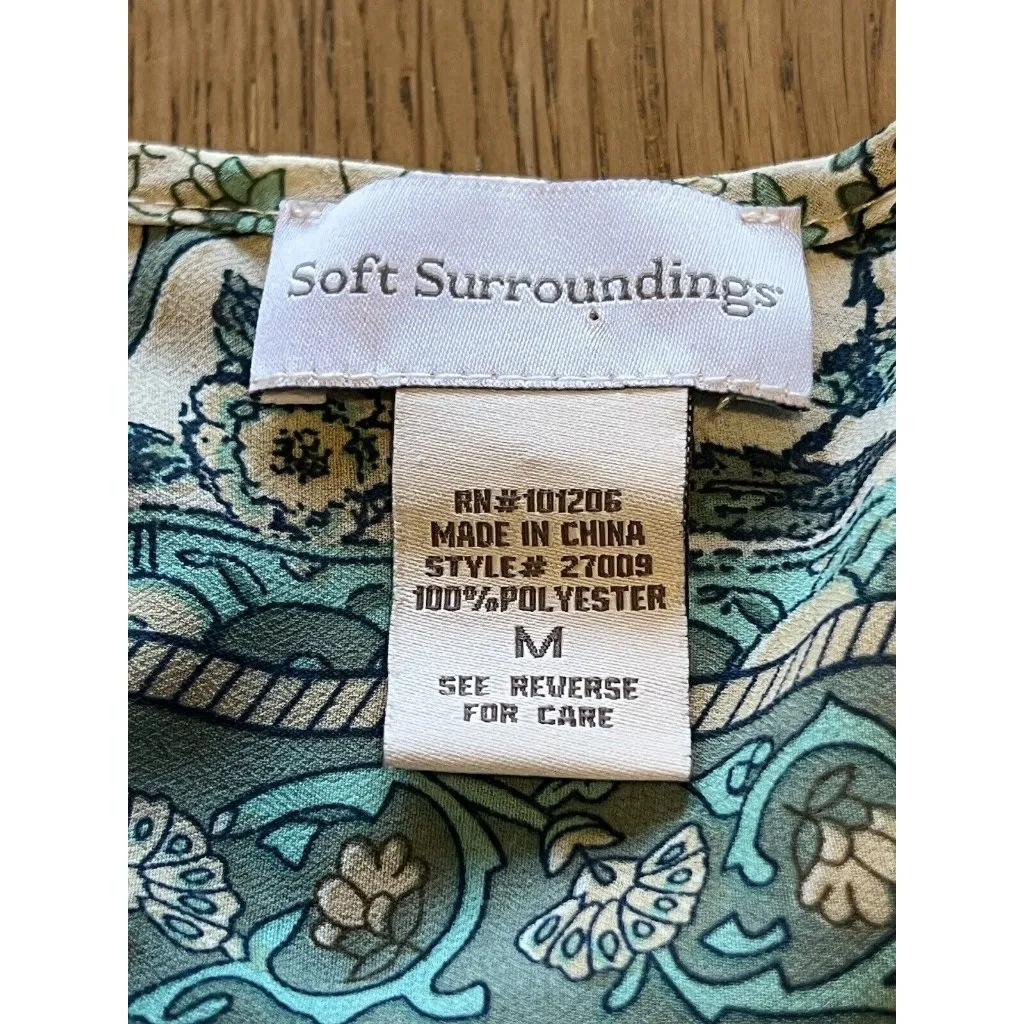 Soft Surroundings
RN#101206
MADE IN CHINA
STYLE# 27009
100%POLYESTER
M
SEE REVERSE
FOR CARE